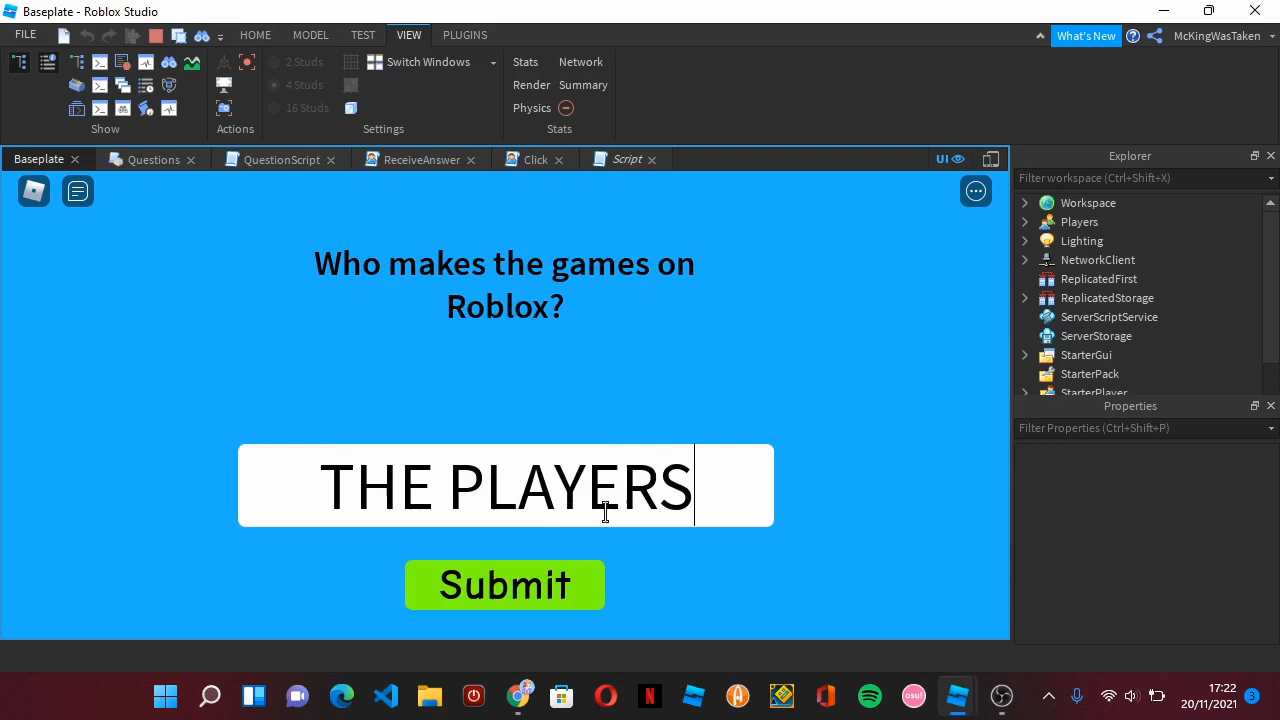 Baseplate - Roblox Studio
FILE
HOME
MODEL
TEST
VIEW
PLUGINS
What's New
McKingWasTaken
2 Studs
Switch Windows
Stats
Network
4 Studs
Render
Summary
16 Studs
Physics
Show
Actions
Settings
Stats
Baseplate
Questions
QuestionScript
ReceiveAnswer
Click
Script
UI
Explorer
Filter workspace (Ctrl+Shift+X)
Workspace
Players
Lighting
NetworkClient
ReplicatedFirst
ReplicatedStorage
ServerScriptService
ServerStorage
StarterGui
StarterPack
StarterPlayer
Properties
Filter Properties (Ctrl+Shift+P)
Who makes the games on
Roblox?
THE PLAYERS
Submit
osu!
17:22
20/11/2021
3